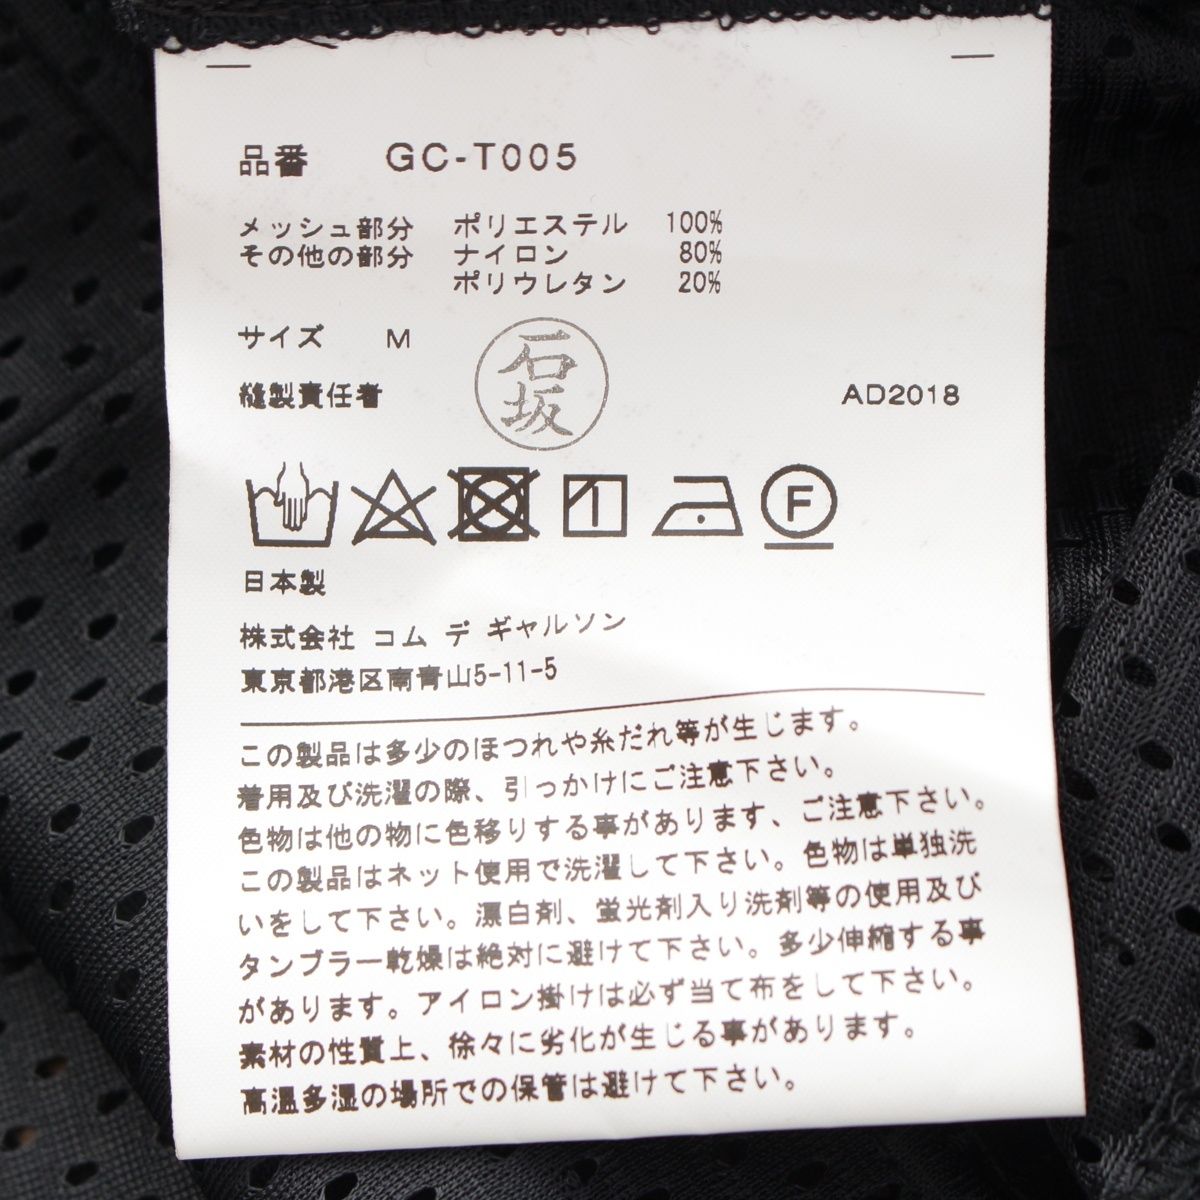 品番 GC-T005
メッシュ部分 ポリエステル 100%
その他の部分 ナイロン 80%
ポリウレタン 20%
サイズ M
石坂
縫製責任者
AD2018
F
日本製
株式会社 コム デ ギャルソン
東京都港区南青山5-11-5
この製品は多少のほつれや糸だれ等が生じます。
着用及び洗濯の際、引っかけにご注意下さい。
色物は他の物に色移りする事があります、ご注意下さい。
この製品はネット使用で洗濯して下さい。色物は単独洗
いをして下さい。漂白剤、蛍光剤入り洗剤等の使用及び
タンブラー乾燥は絶対に避けて下さい。多少伸縮する事
があります。アイロン掛けは必ず当て布をして下さい。
素材の性質上、徐々に劣化が生じる事があります。
高温多湿の場所での保管は避けて下さい。